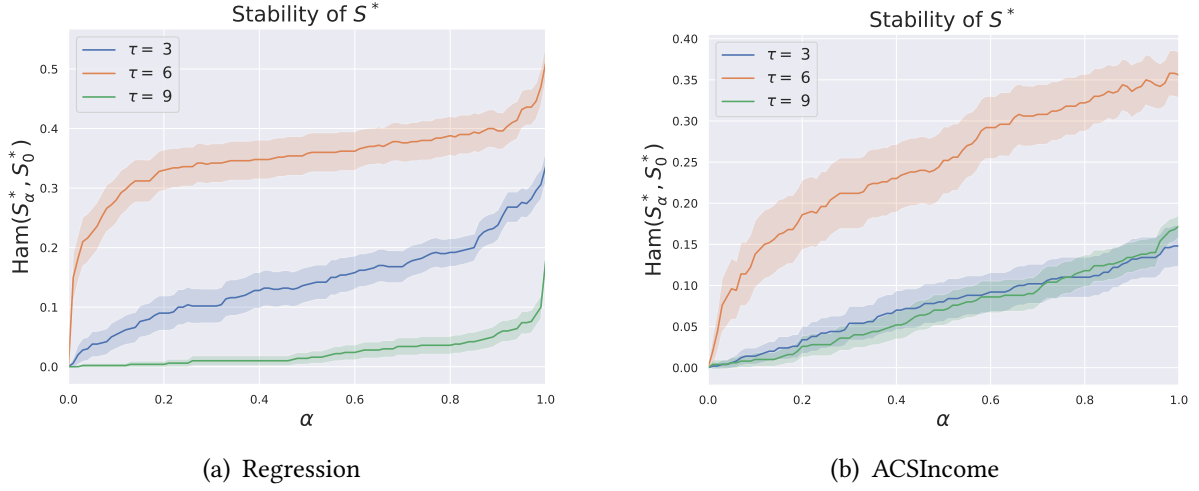 Stability of S*
τ = 3
τ = 6
τ = 9
Ham(S*α, S*0)
0.5
0.4
0.3
0.2
0.1
0.0
0.0 0.2 0.4 0.6 0.8 1.0
α
(a) Regression
Stability of S*
τ = 3
τ = 6
τ = 9
Ham(S*α, S*0)
0.40
0.35
0.30
0.25
0.20
0.15
0.10
0.05
0.00
0.0 0.2 0.4 0.6 0.8 1.0
α
(b) ACSIncome